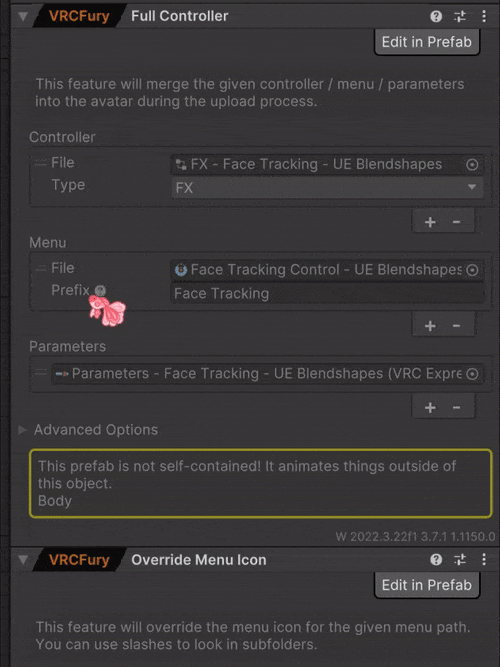 VRCFury Full Controller
Edit in Prefab
This feature will merge the given controller / menu / parameters
into the avatar during the upload process.
Controller
File FX - Face Tracking - UE Blendshapes
Type FX
+ -
Menu
File Face Tracking Control - UE Blendshapes
Prefix Face Tracking
+ -
Parameters
Parameters - Face Tracking - UE Blendshapes (VRC Expre
+ -
Advanced Options
This prefab is not self-contained! It animates things outside of
this object.
Body
W 2022.3.22f1 3.7.1 1.1150.0
VRCFury Override Menu Icon
Edit in Prefab
This feature will override the menu icon for the given menu path.
You can use slashes to look in subfolders.